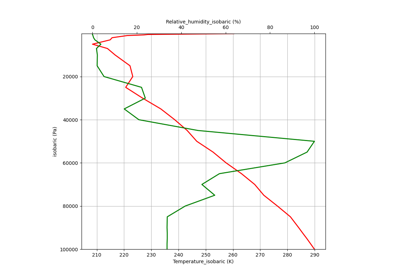 Relative_humidity_isobaric (%)
0 20 40 60 80 100
20000
40000
60000
80000
100000
Isobaric (Pa)
210 220 230 240 250 260 270 280 290
Temperature_isobaric (K)